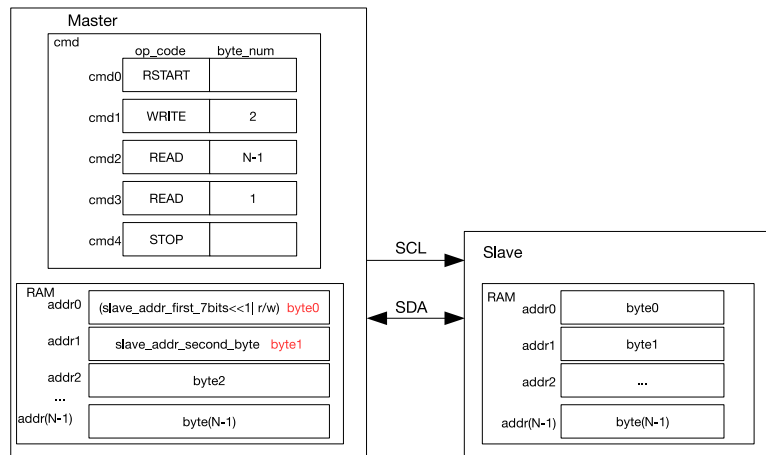 Master
cmd
op_code byte_num
cmd0 RSTART
cmd1 WRITE 2
cmd2 READ N-1
cmd3 READ 1
cmd4 STOP
SCL
SDA
RAM
addr0 (slave_addr_first_7bits<<1| r/w) byte0
addr1 slave_addr_second_byte byte1
addr2 byte2
...
addr(N-1) byte(N-1)
Slave
RAM
addr0 byte0
addr1 byte1
addr2 ...
addr(N-1) byte(N-1)